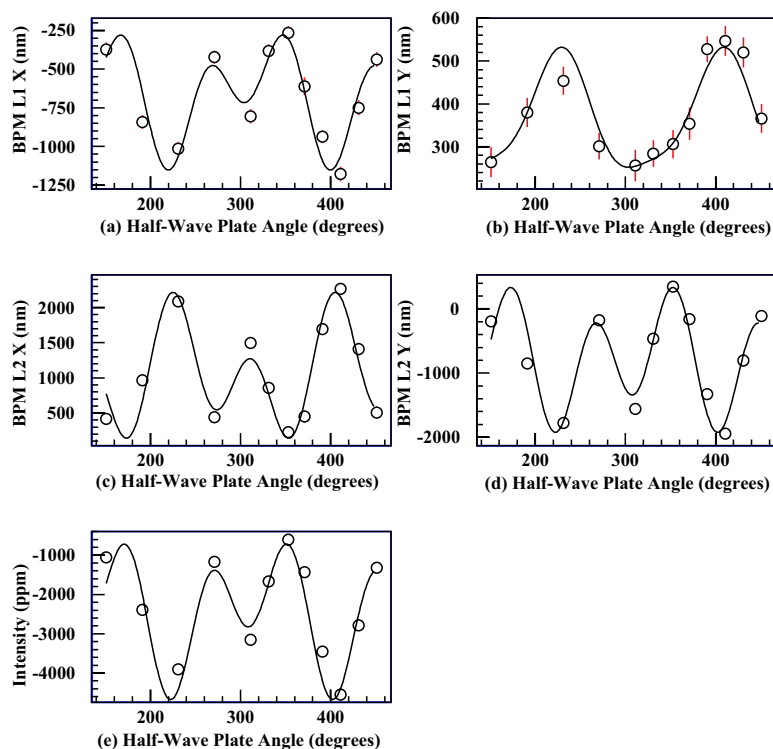 BPM L1 X (nm)
-250
-500
-750
-1000
-1250
200 300 400
(a) Half-Wave Plate Angle (degrees)
BPM L1 Y (nm)
600
500
400
300
200 300 400
(b) Half-Wave Plate Angle (degrees)
BPM L2 X (nm)
2000
1500
1000
500
200 300 400
(c) Half-Wave Plate Angle (degrees)
BPM L2 Y (nm)
0
-1000
-2000
200 300 400
(d) Half-Wave Plate Angle (degrees)
Intensity (ppm)
-1000
-2000
-3000
-4000
200 300 400
(e) Half-Wave Plate Angle (degrees)